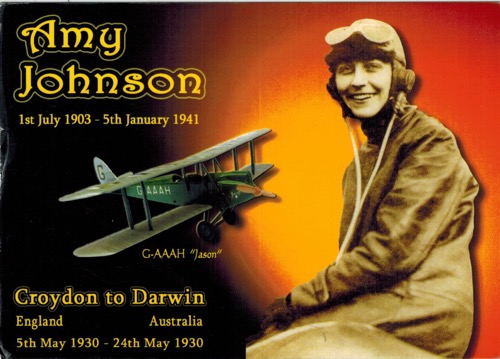 Amy
Johnson
1st July 1903 - 5th January 1941
G
G-AAAH
G-AAAH "Jason"
Croydon to Darwin
England Australia
5th May 1930 - 24th May 1930